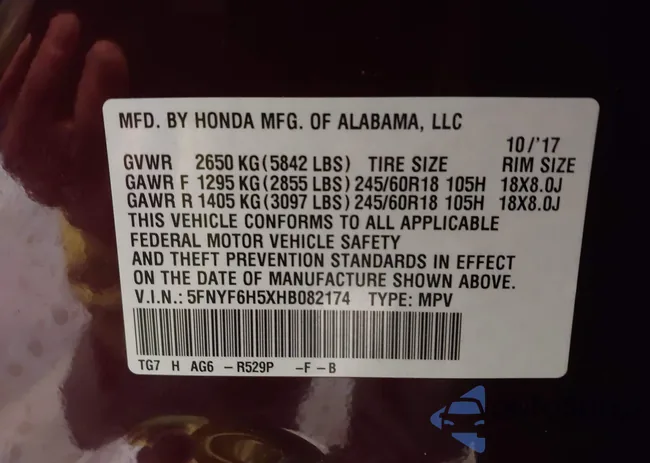 MFD. BY HONDA MFG. OF ALABAMA, LLC
10/'17
GVWR 2650 KG(5842 LBS) TIRE SIZE RIM SIZE
GAWR F 1295 KG(2855 LBS) 245/60R18 105H 18X8.0J
GAWR R 1405 KG(3097 LBS) 245/60R18 105H 18X8.0J
THIS VEHICLE CONFORMS TO ALL APPLICABLE
FEDERAL MOTOR VEHICLE SAFETY
AND THEFT PREVENTION STANDARDS IN EFFECT
ON THE DATE OF MANUFACTURE SHOWN ABOVE.
V.I.N.: 5FNYF6H5XHB082174 TYPE: MPV
TG7 H AG6 -R529P -F-B